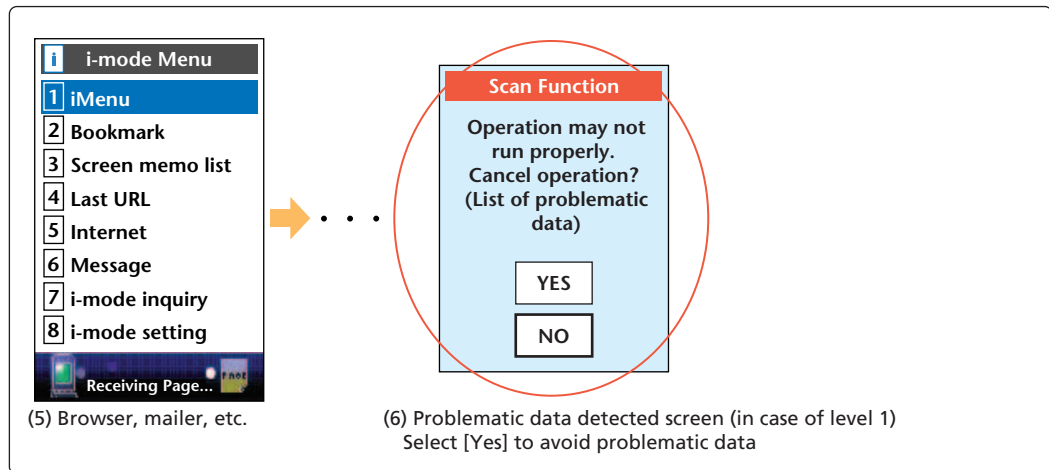 i i-mode Menu
1 iMenu
2 Bookmark
3 Screen memo list
4 Last URL
5 Internet
6 Message
7 i-mode inquiry
8 i-mode setting
Receiving Page...
(5) Browser, mailer, etc.
Scan Function
Operation may not
run properly.
Cancel operation?
(List of problematic
data)
YES
NO
(6) Problematic data detected screen (in case of level 1)
Select [Yes] to avoid problematic data